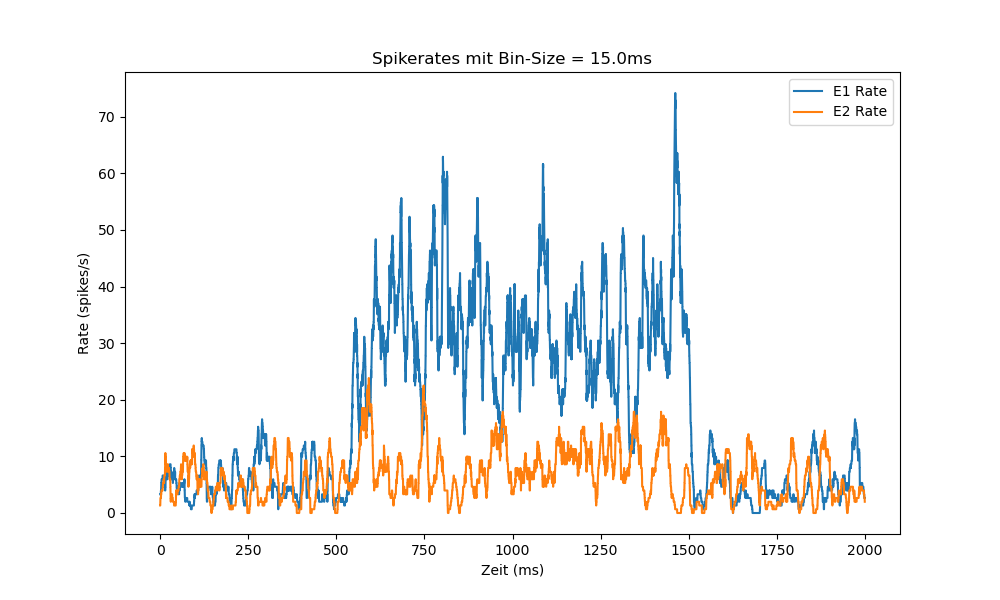 Spikerates mit Bin-Size = 15.0ms
E1 Rate
E2 Rate
70
60
50
40
30
20
10
0
Rate (spikes/s)
0 250 500 750 1000 1250 1500 1750 2000
Zeit (ms)